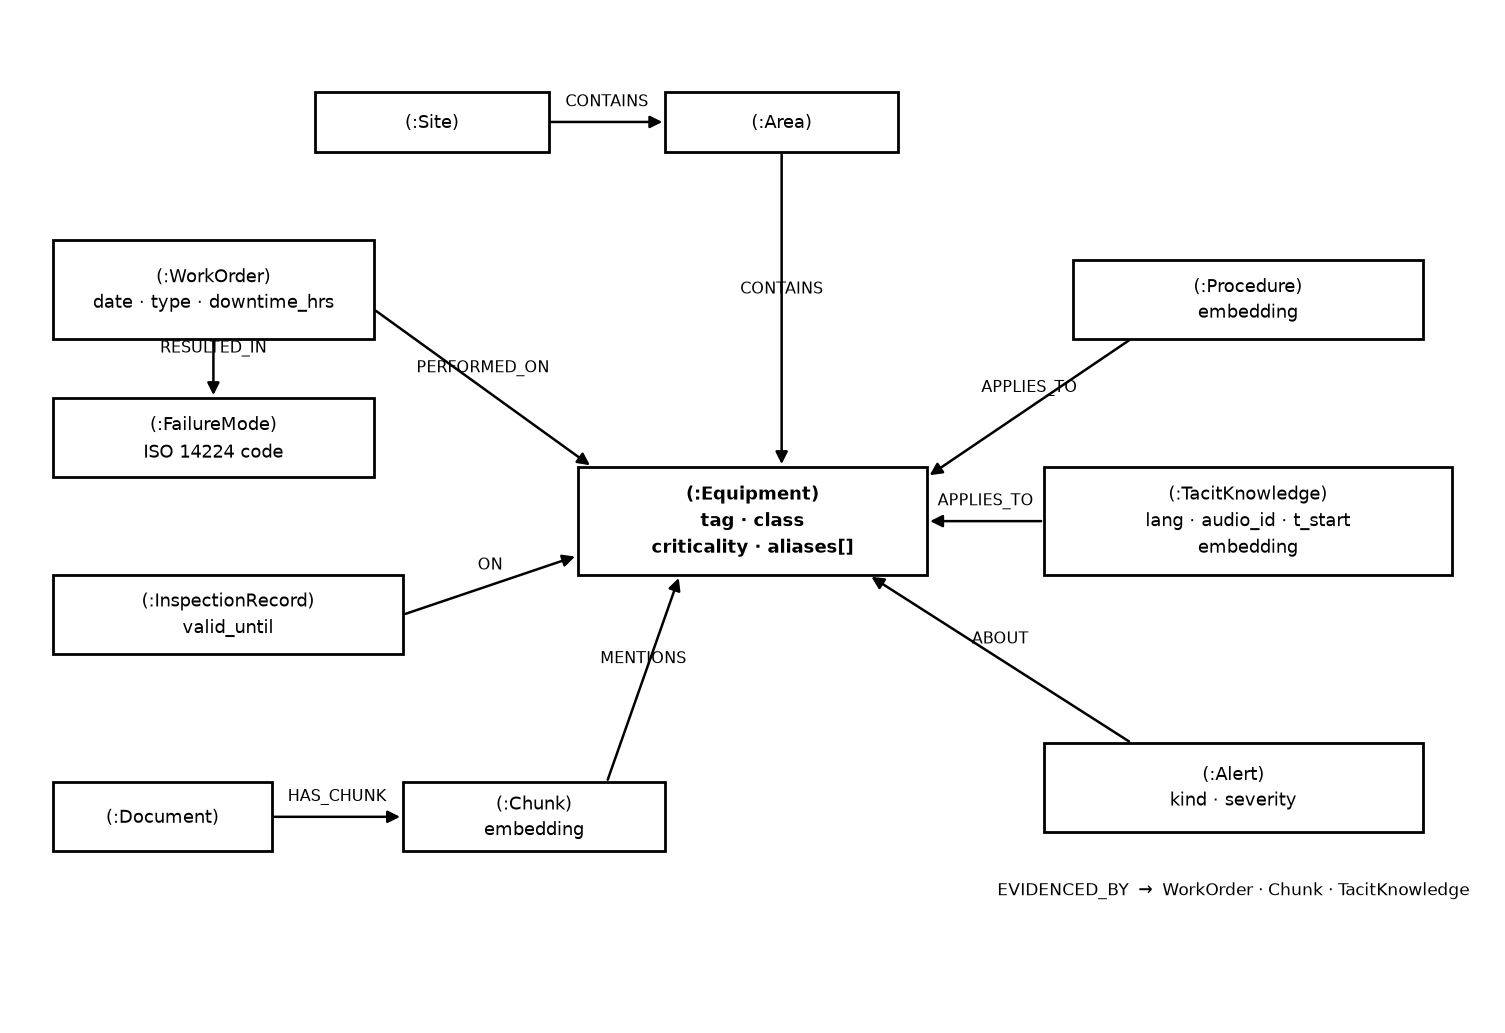 CONTAINS
(:Site)
(:Area)
(:WorkOrder)
date · type · downtime_hrs
RESULTED_IN
(:FailureMode)
ISO 14224 code
PERFORMED_ON
CONTAINS
(:Procedure)
embedding
APPLIES_TO
(:Equipment)
tag · class
criticality · aliases[]
APPLIES_TO
(:TacitKnowledge)
lang · audio_id · t_start
embedding
(:InspectionRecord)
valid_until
ON
MENTIONS
ABOUT
(:Document)
HAS_CHUNK
(:Chunk)
embedding
(:Alert)
kind · severity
EVIDENCED_BY → WorkOrder · Chunk · TacitKnowledge